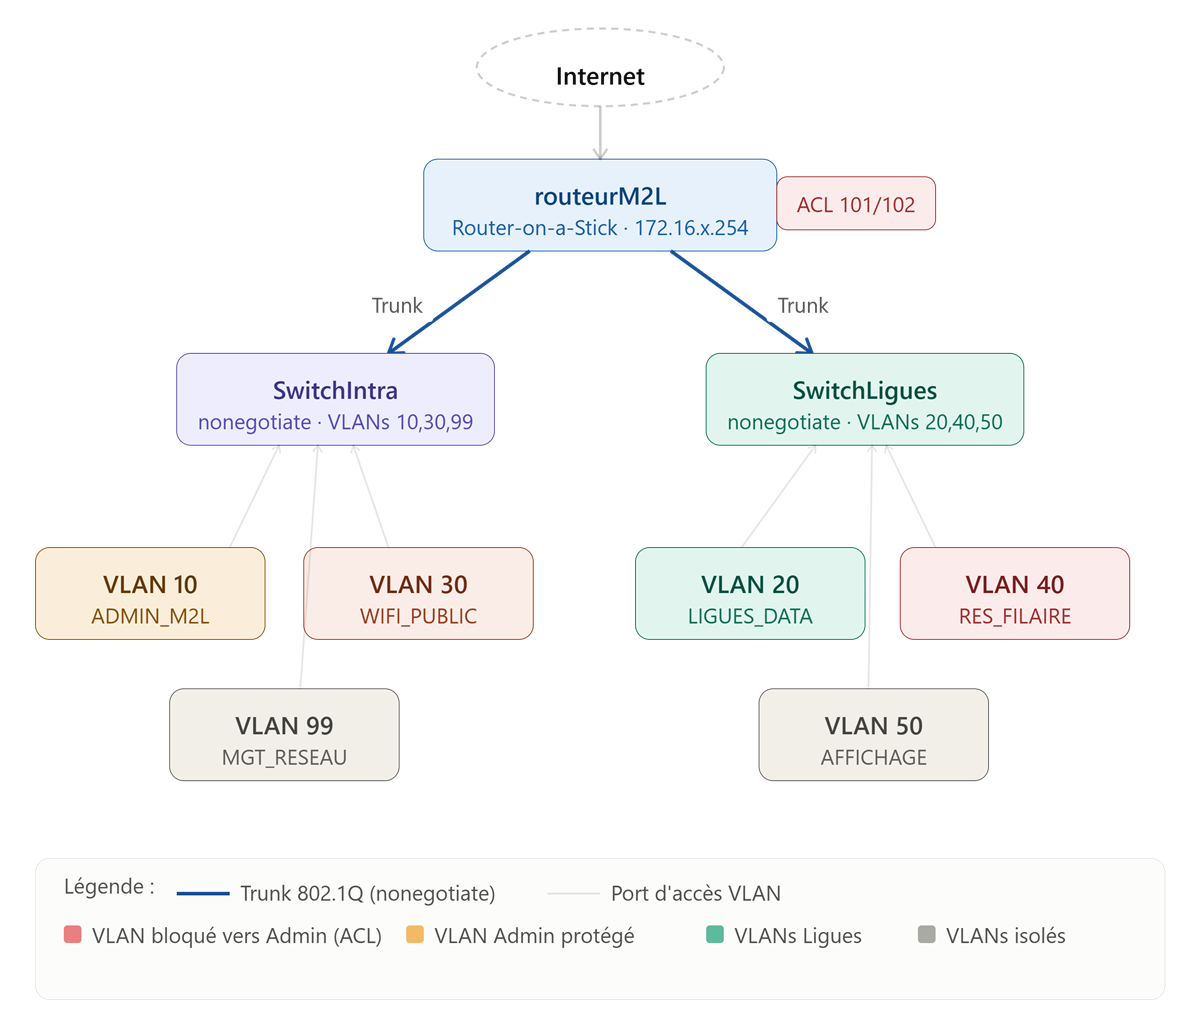 Internet
routeurM2L
Router-on-a-Stick · 172.16.x.254
ACL 101/102
Trunk
Trunk
SwitchIntra
nonegotiate · VLANs 10,30,99
SwitchLigues
nonegotiate · VLANs 20,40,50
VLAN 10
ADMIN_M2L
VLAN 30
WIFI_PUBLIC
VLAN 20
LIGUES_DATA
VLAN 40
RES_FILAIRE
VLAN 99
MGT_RESEAU
VLAN 50
AFFICHAGE
Légende :
Trunk 802.1Q (nonegotiate)
Port d'accès VLAN
VLAN bloqué vers Admin (ACL)
VLAN Admin protégé
VLANs Ligues
VLANs isolés